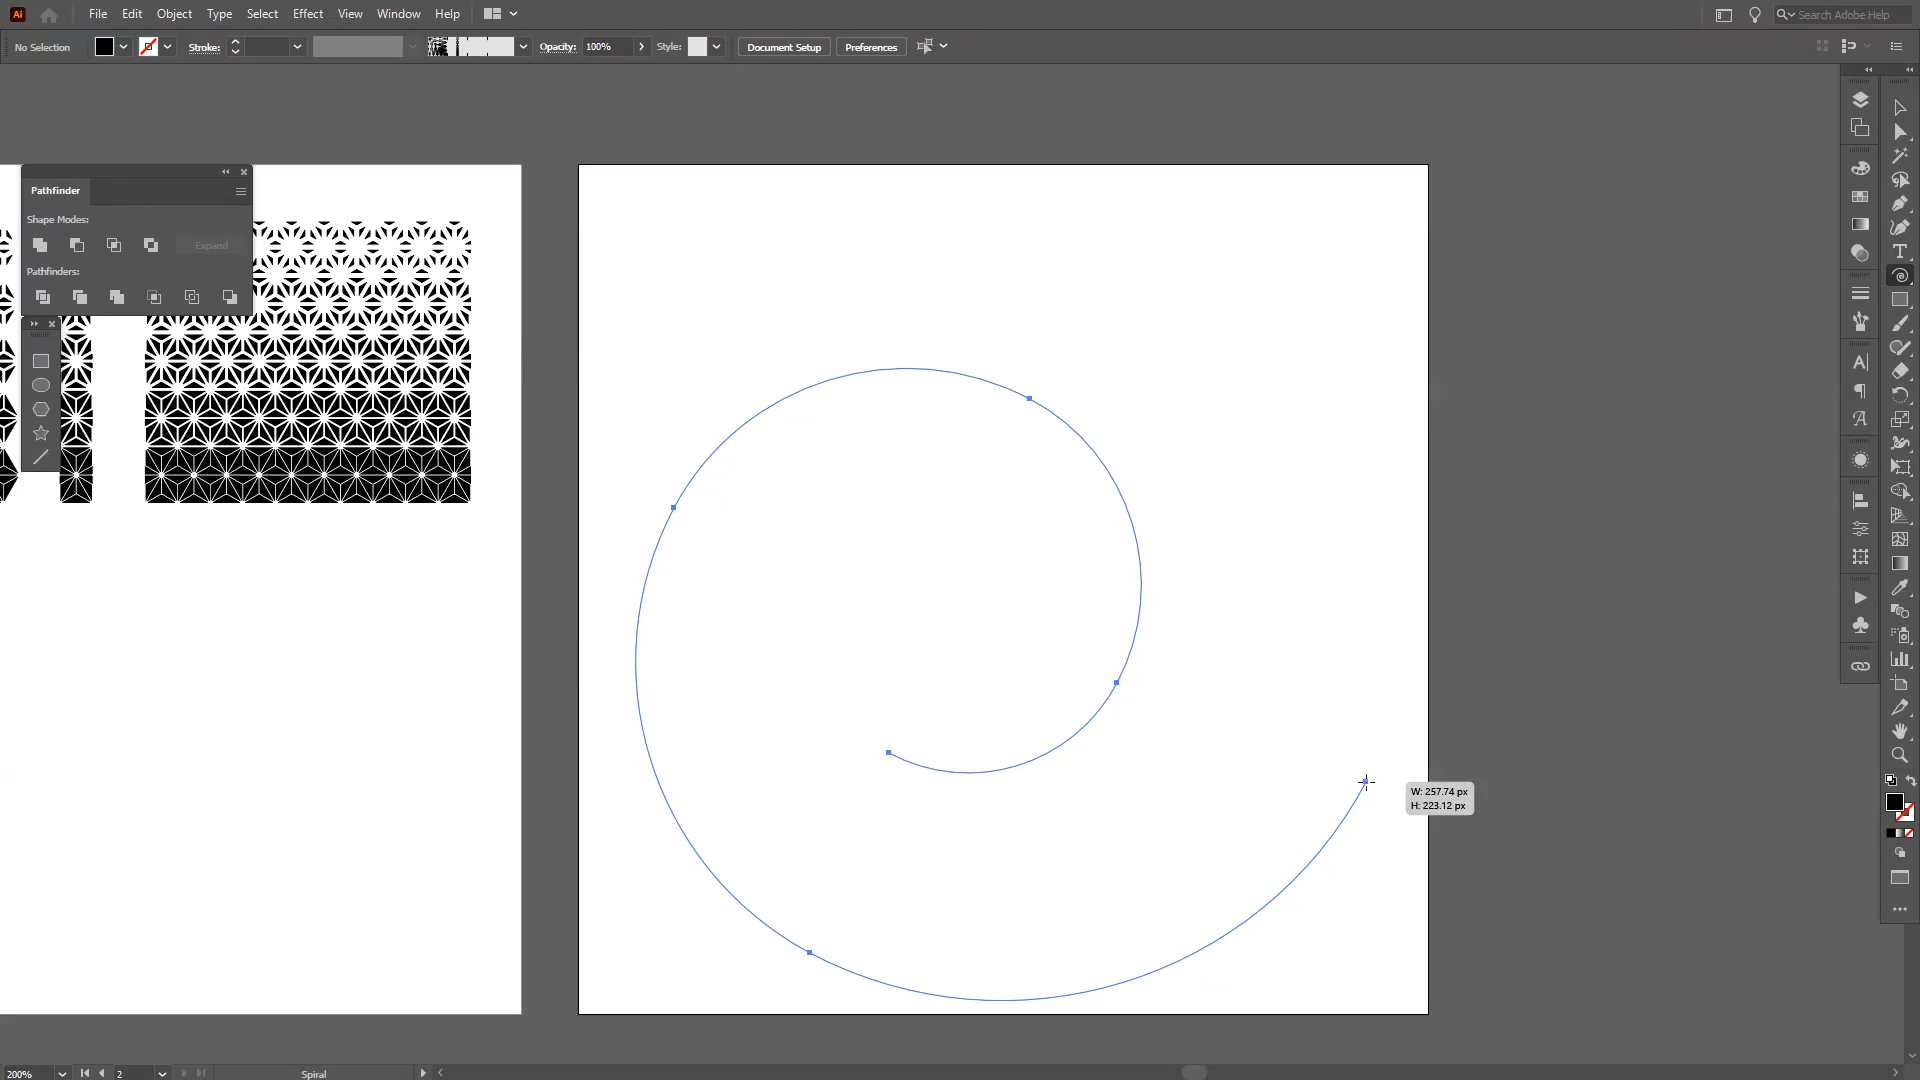 Ai File Edit Object Type Select Effect View Window Help Search Adobe Help
No Selection Stroke: Opacity: 100% Style: Document Setup Preferences
Pathfinder
Shape Modes:
Expand
Pathfinders:
W: 257.74 px
H: 223.12 px
200% 2 Spiral